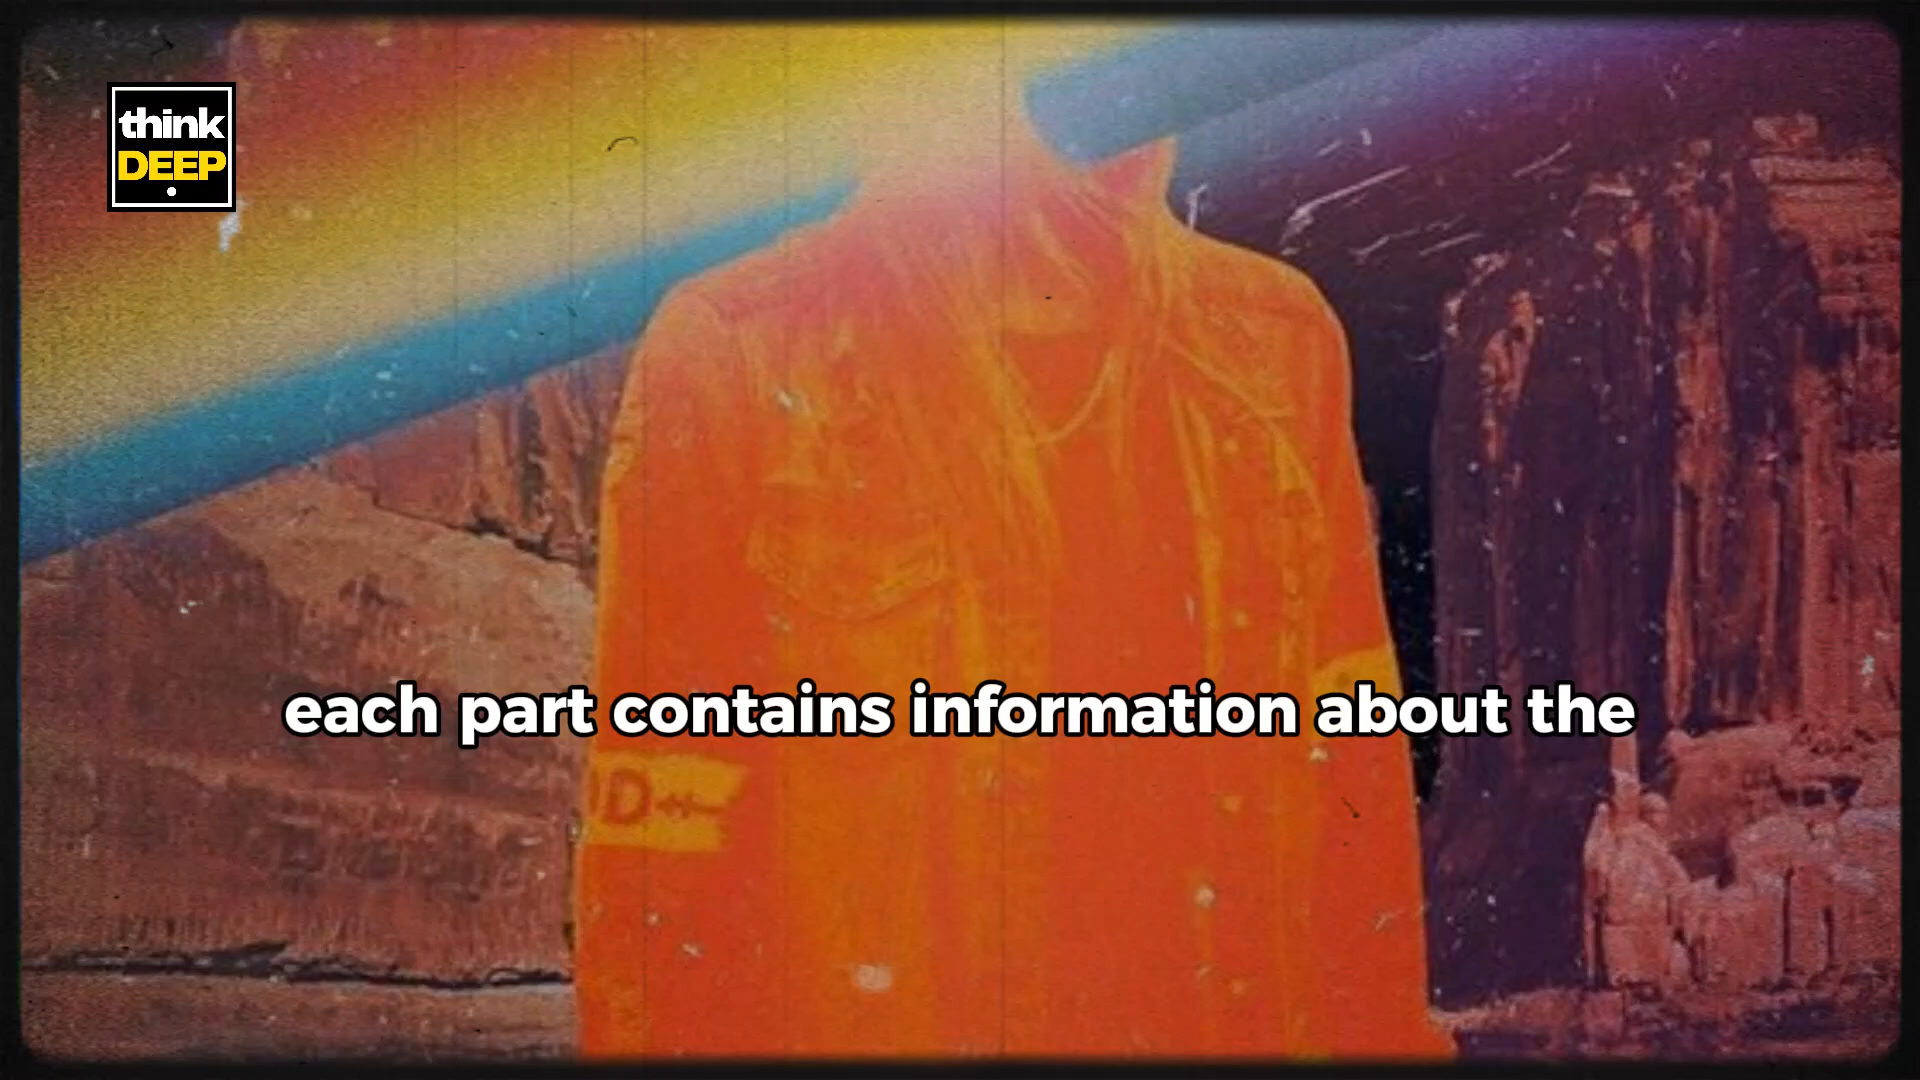 think
DEEP
each part contains information about the
D